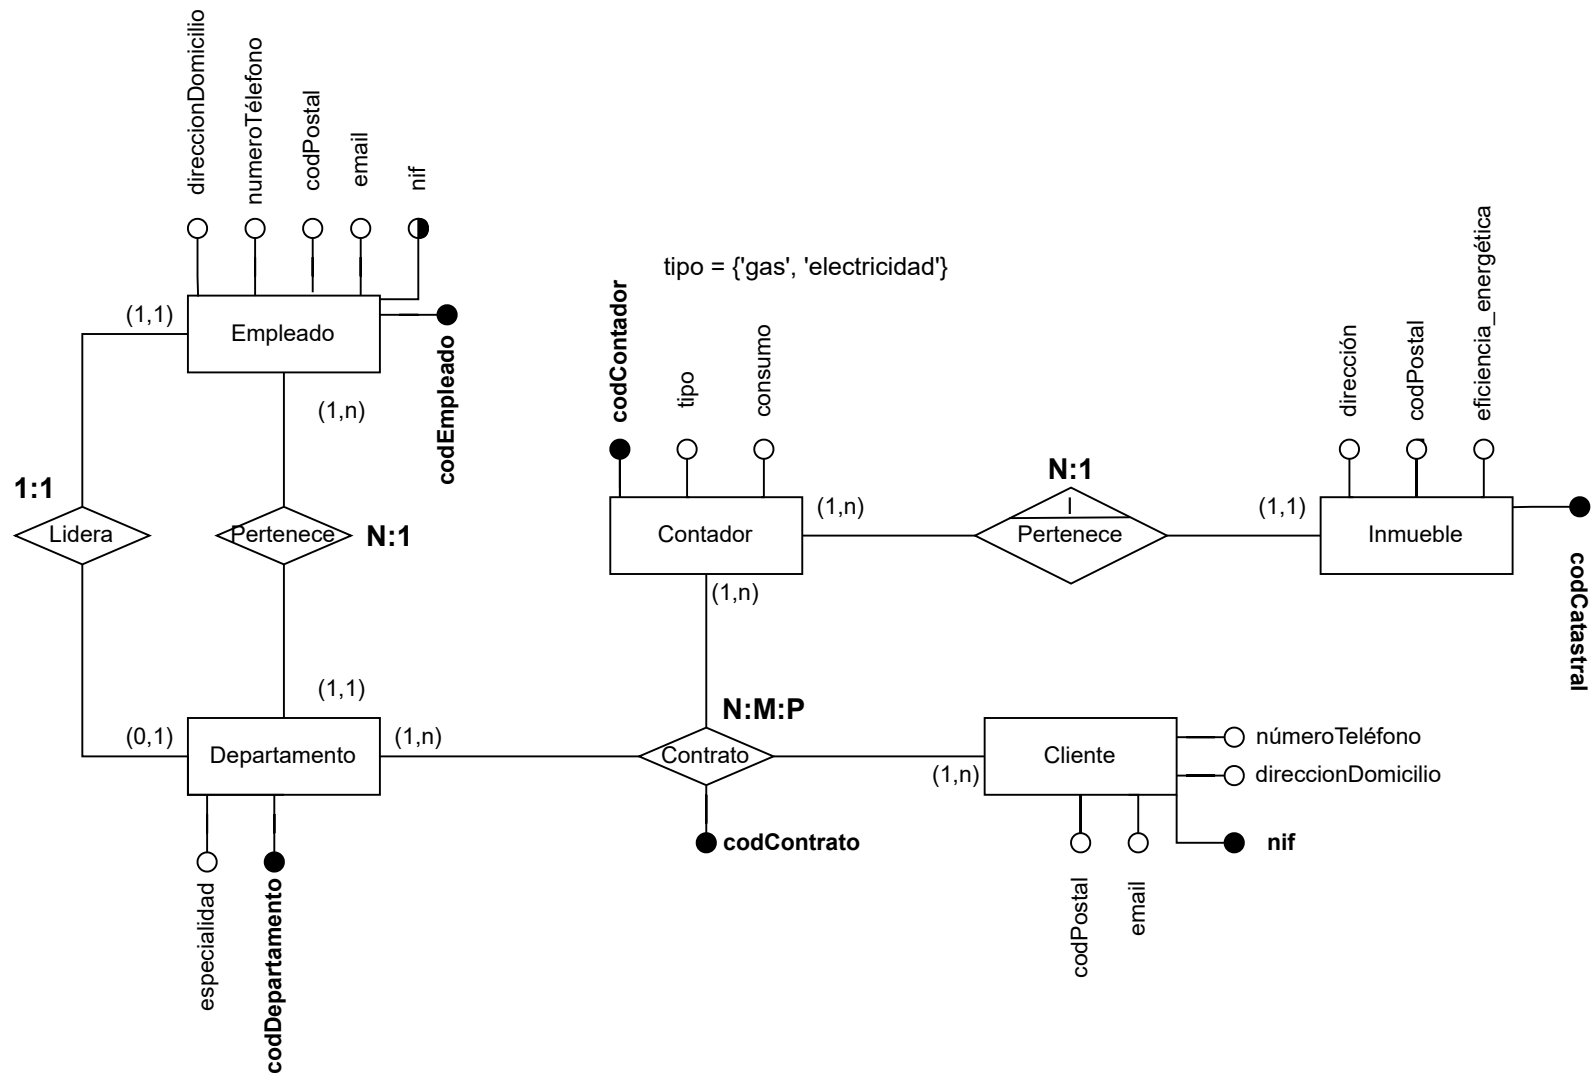 direccionDomicilio
numeroTélefono
codPostal
email
nif
tipo = {'gas', 'electricidad'}
(1,1)
Empleado
codEmpleado
(1,n)
codContador
tipo
consumo
dirección
codPostal
eficiencia_energética
1:1
Lidera
Pertenece
N:1
Contador
(1,n)
N:1
I
Pertenece
(1,1)
Inmueble
codCatastral
(1,n)
(1,1)
(0,1)
Departamento
(1,n)
N:M:P
Contrato
(1,n)
Cliente
númeroTeléfono
direccionDomicilio
codContrato
nif
especialidad
codDepartamento
codPostal
email